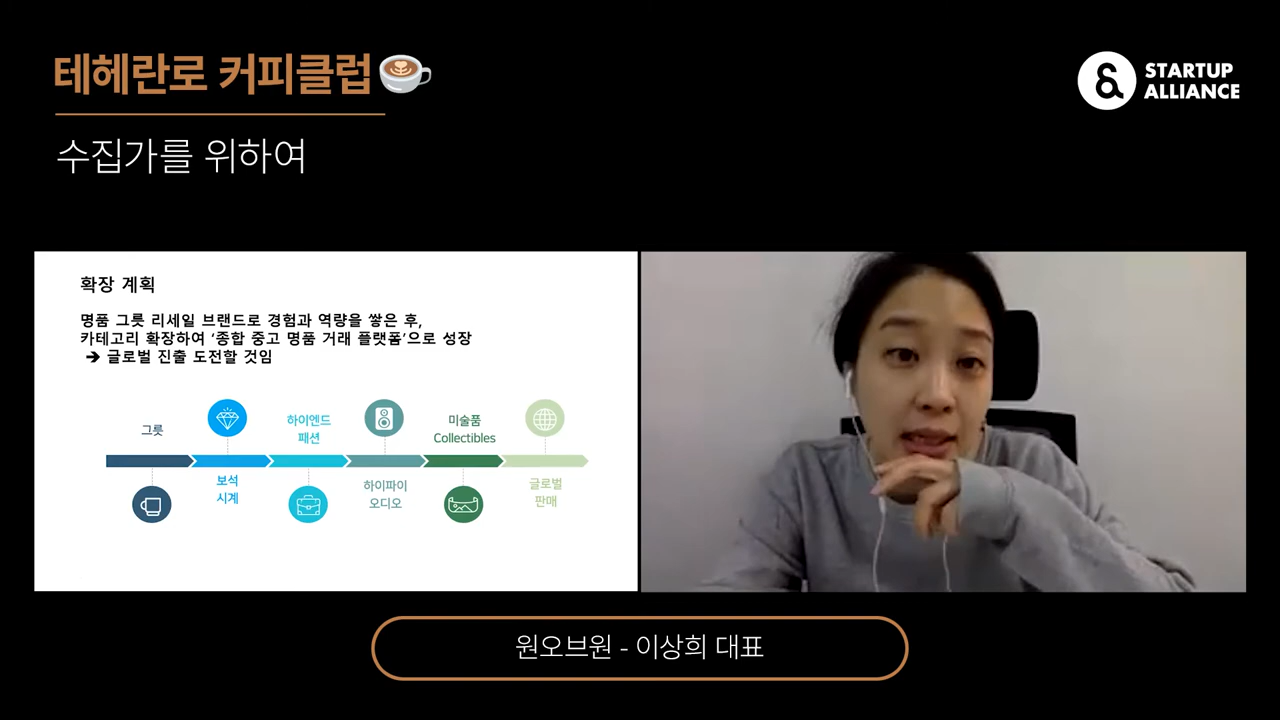 테헤란로 커피클럽
STARTUP
ALLIANCE
수집가를 위하여
확장 계획
명품 그릇 리세일 브랜드로 경험과 역량을 쌓은 후,
카테고리 확장하여 ‘종합 중고 명품 거래 플랫폼’으로 성장
➔ 글로벌 진출 도전할 것임
그릇
보석
시계
하이엔드
패션
하이파이
오디오
미술품
Collectibles
글로벌
판매
원오브원 - 이상희 대표